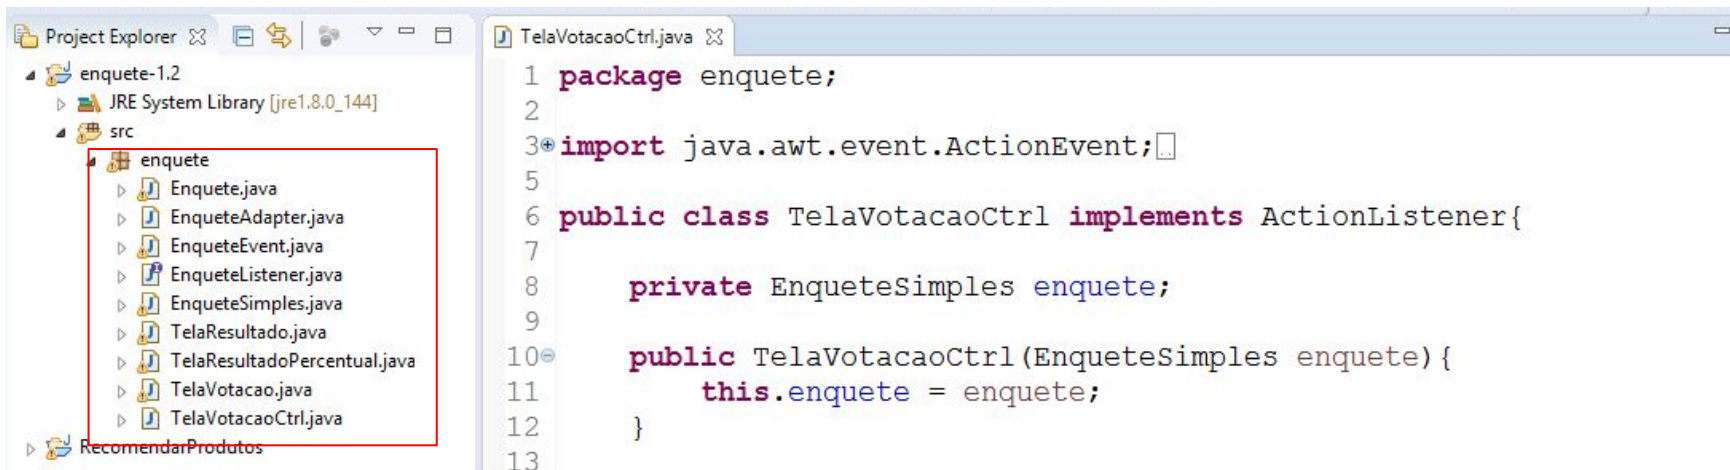 Project Explorer
enquete-1.2
JRE System Library [jre1.8.0_144]
src
enquete
Enquete.java
EnqueteAdapter.java
EnqueteEvent.java
EnqueteListener.java
EnqueteSimples.java
TelaResultado.java
TelaResultadoPercentual.java
TelaVotacao.java
TelaVotacaoCtrl.java
RecomendarProdutos
TelaVotacaoCtrl.java
1 package enquete;
2
3 import java.awt.event.ActionEvent;
5
6 public class TelaVotacaoCtrl implements ActionListener{
7
8 private EnqueteSimples enquete;
9
10 public TelaVotacaoCtrl(EnqueteSimples enquete){
11 this.enquete = enquete;
12 }
13